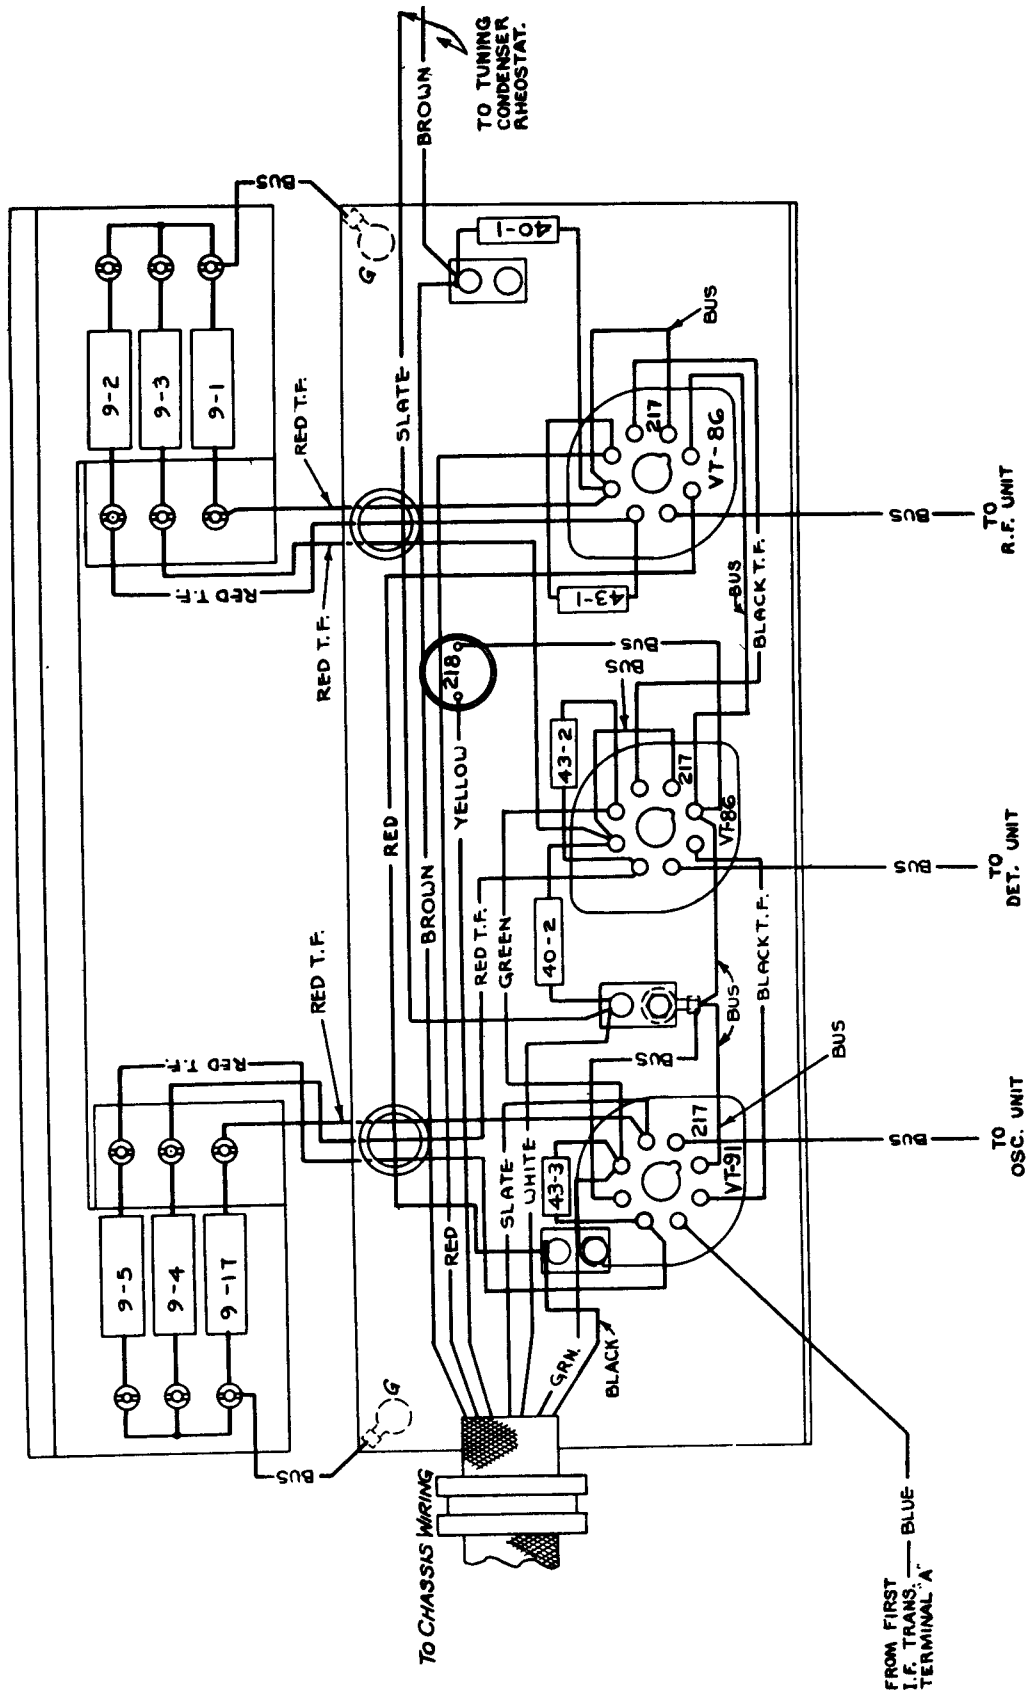 9-5
9-4
9-1T
RED T.F.
BUS
G
RED T.F.
9-2
9-3
9-1
RED T.F.
RED T.F.
RED T.F.
BUS
G
SLATE
RED
BROWN
BROWN
TO TUNING
CONDENSER
RHEOSTAT.
TO CHASSIS WIRING
RED
YELLOW
218
RED T.F.
GREEN
SLATE
WHITE
40-1
43-3
40-2
43-2
43-1
GRN.
BLACK
BUS
BUS
BUS
217
VT-91
217
VT-86
217
VT-86
BUS
BUS
BUS
BLACK T.F.
BLACK T.F.
BUS
BUS
TO
OSC. UNIT
BUS
TO
DET. UNIT
BUS
TO
R.F. UNIT
FROM FIRST
I.F. TRANS.
TERMINAL "A"
BLUE